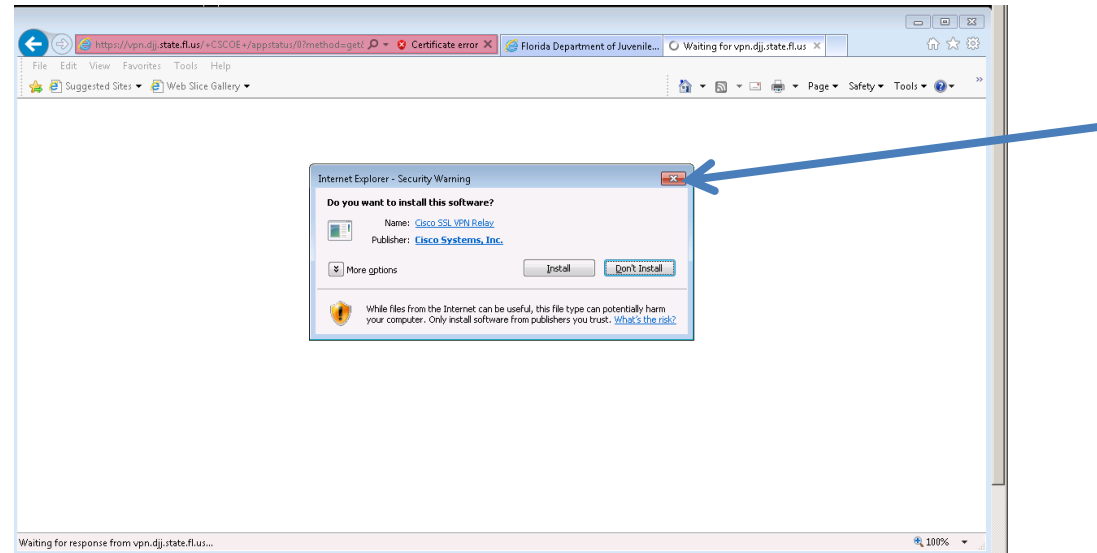 https://vpn.djj.state.fl.us/+CSCOE+/appstatus/0?method=get( Certificate error Florida Department of Juvenile... Waiting for vpn.djj.state.fl.us
File Edit View Favorites Tools Help
Suggested Sites Web Slice Gallery Page Safety Tools
Internet Explorer - Security Warning
Do you want to install this software?
Name: Cisco SSL VPN Relay
Publisher: Cisco Systems, Inc.
More options Install Don't Install
While files from the Internet can be useful, this file type can potentially harm
your computer. Only install software from publishers you trust. What's the risk?
Waiting for response from vpn.djj.state.fl.us... 100%